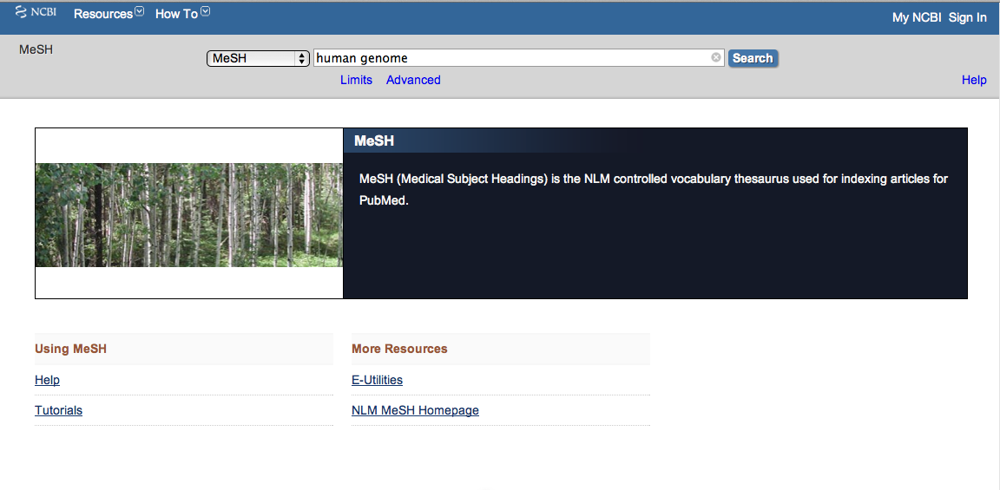 NCBI Resources How To My NCBI Sign In
MeSH
MeSH human genome Search
Limits Advanced Help
MeSH
MeSH (Medical Subject Headings) is the NLM controlled vocabulary thesaurus used for indexing articles for
PubMed.
Using MeSH
Help
Tutorials
More Resources
E-Utilities
NLM MeSH Homepage